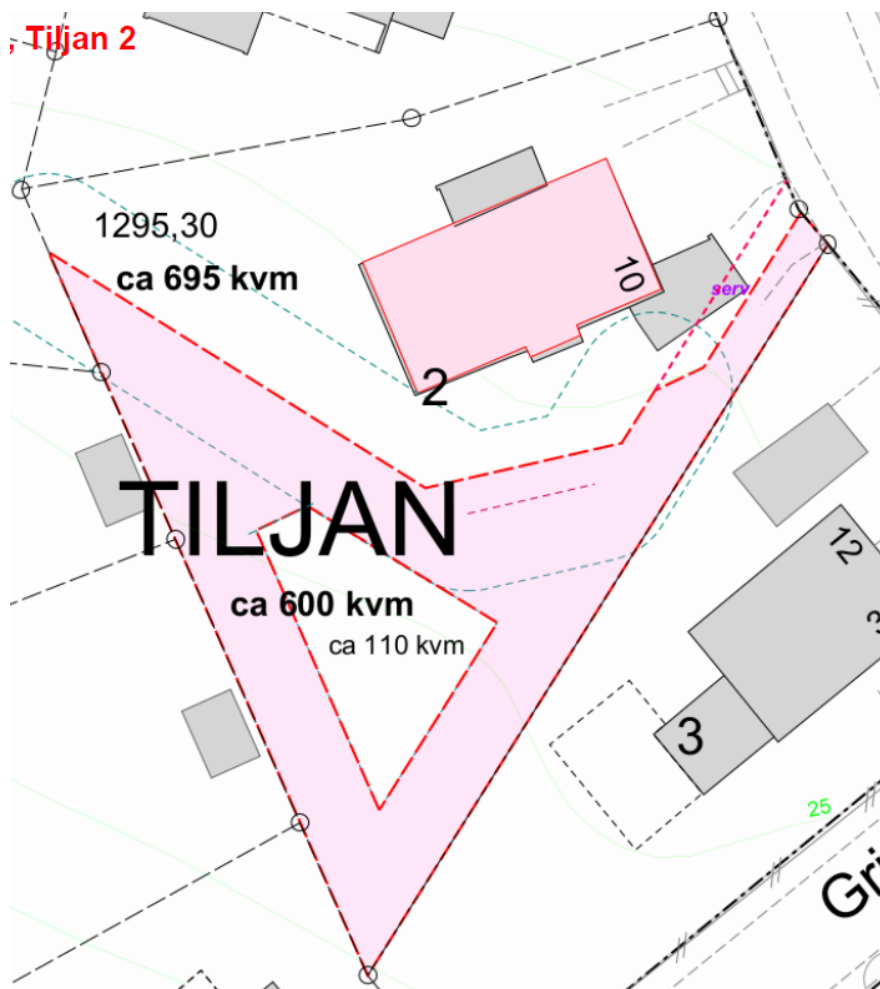 , Tiljan 2
1295,30
ca 695 kvm
10
serv
2
TILJAN
12
ca 600 kvm
ca 110 kvm
3
25
Gri